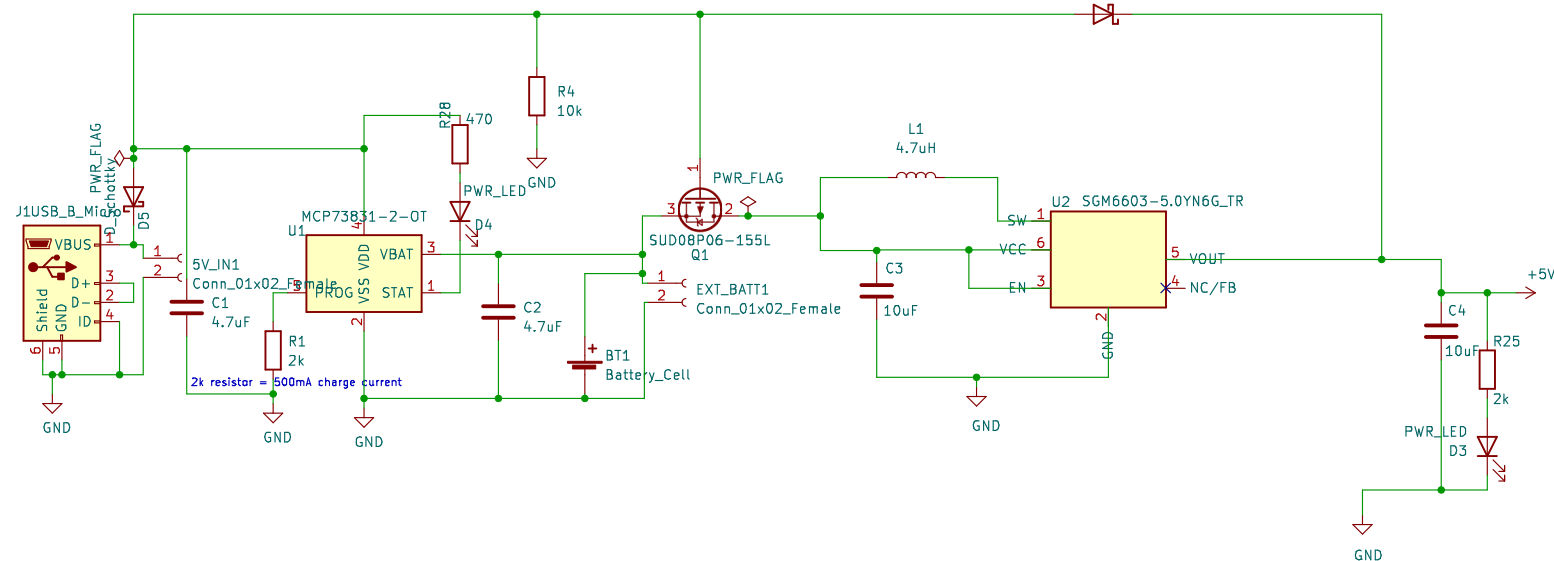 R4
10k
GND
R28
470
PWR_FLAG
D_Schottky
D5
J1USB_B_Micro
VBUS
D+
D-
ID
Shield
GND
1
3
2
4
6
5
GND
1
2
5V_IN1
Conn_01x02_Female
C1
4.7uF
R1
2k
2k resistor = 500mA charge current
GND
MCP73831-2-OT
U1
VDD
VSS
VBAT
STAT
PROG
4
3
1
5
2
GND
PWR_LED
D4
C2
4.7uF
BT1
Battery_Cell
1
2
EXT_BATT1
Conn_01x02_Female
1
3
2
PWR_FLAG
SUD08P06-155L
Q1
L1
4.7uH
C3
10uF
GND
U2
SGM6603-5.0YN6G_TR
SW
VCC
EN
GND
VOUT
NC/FB
1
6
3
2
5
4
+5V
C4
10uF
R25
2k
PWR_LED
D3
GND